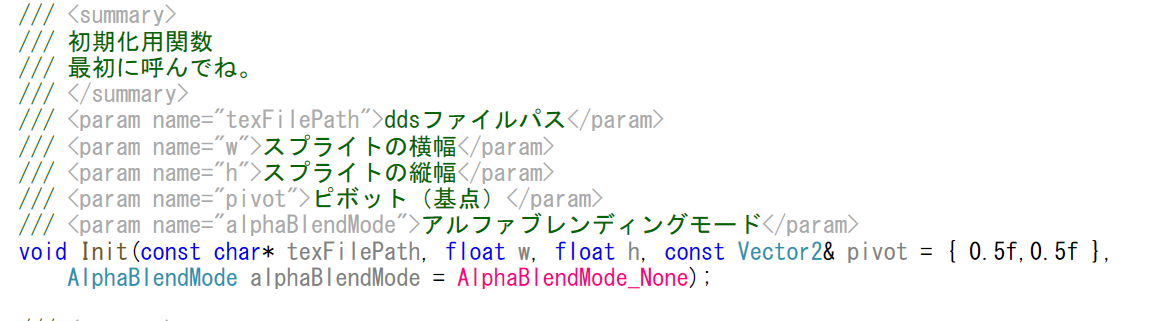 /// <summary>
/// 初期化用関数
/// 最初に呼んでね。
/// </summary>
/// <param name="texFilePath">ddsファイルパス</param>
/// <param name="w">スプライトの横幅</param>
/// <param name="h">スプライトの縦幅</param>
/// <param name="pivot">ピボット（基点）</param>
/// <param name="alphaBlendMode">アルファブレンディングモード</param>
void Init(const char* texFilePath, float w, float h, const Vector2& pivot = { 0.5f,0.5f },
    AlphaBlendMode alphaBlendMode = AlphaBlendMode_None);